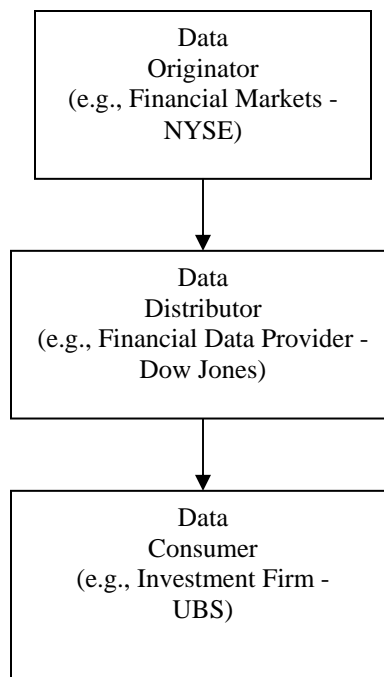 Data
Originator
(e.g., Financial Markets -
NYSE)
Data
Distributor
(e.g., Financial Data Provider -
Dow Jones)
Data
Consumer
(e.g., Investment Firm -
UBS)